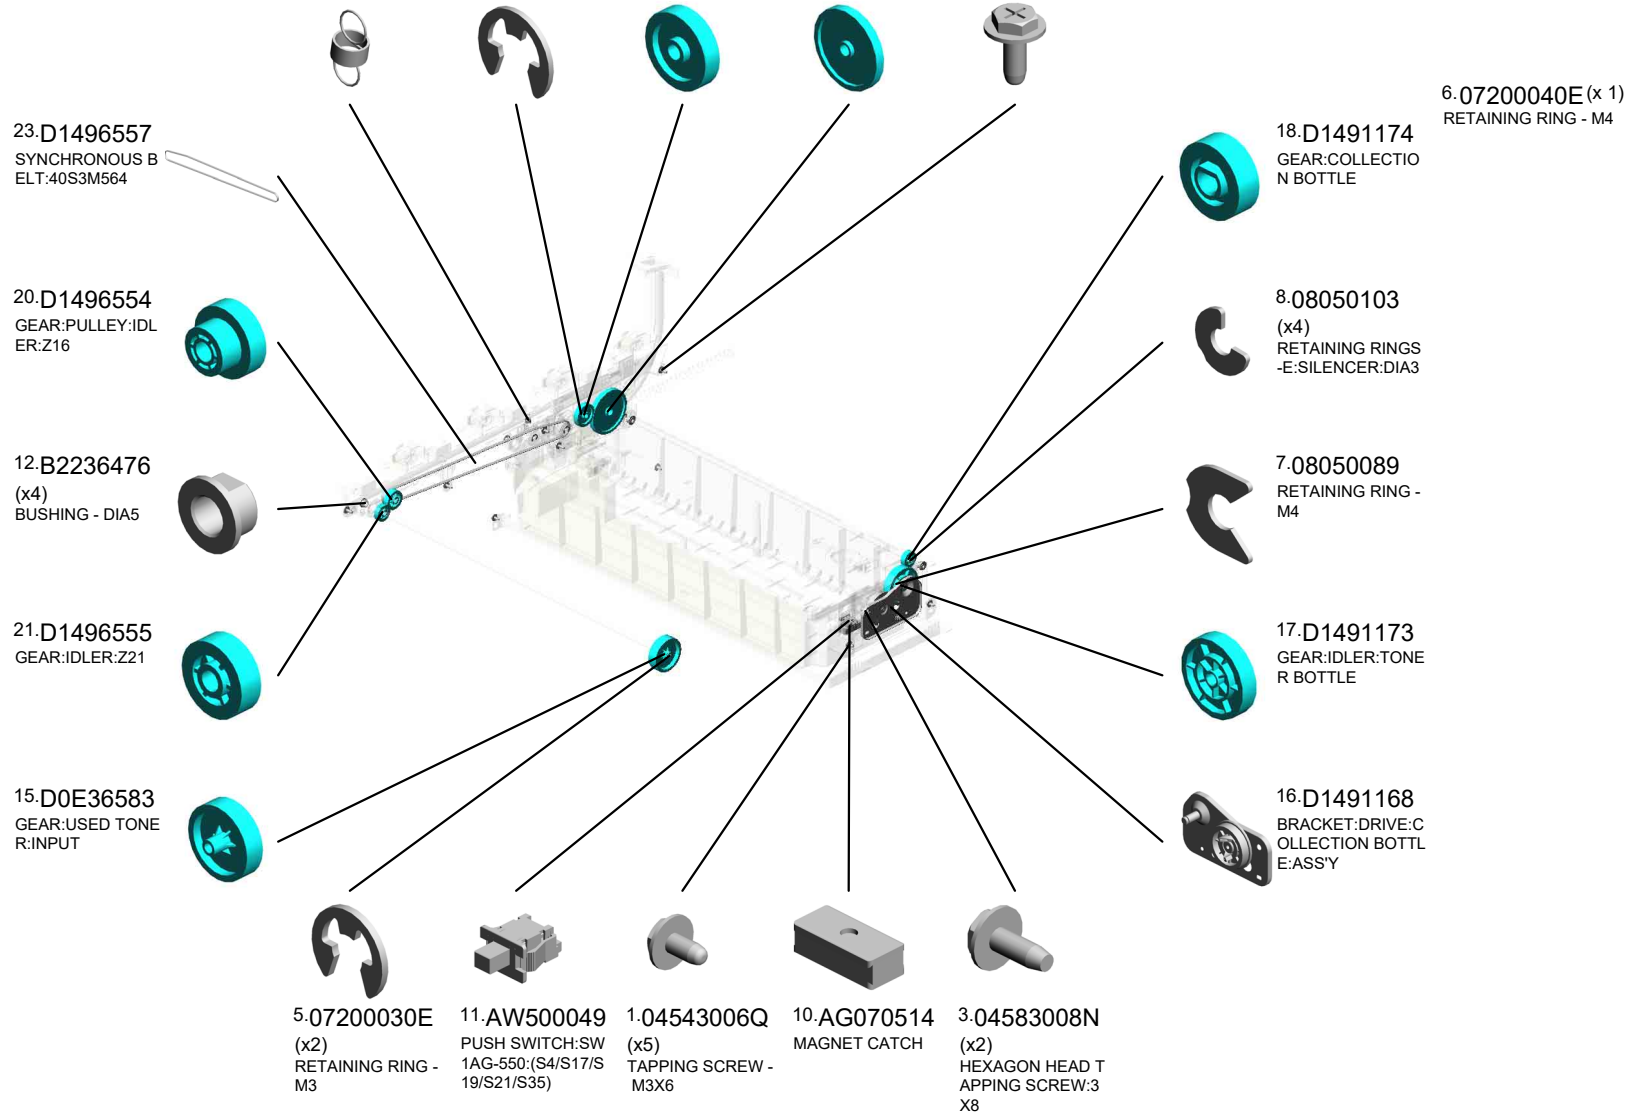 6.07200040E (x 1)
RETAINING RING - M4
23.D1496557
SYNCHRONOUS B
ELT:40S3M564
18.D1491174
GEAR:COLLECTIO
N BOTTLE
20.D1496554
GEAR:PULLEY:IDL
ER:Z16
8.08050103
(x4)
RETAINING RINGS
-E:SILENCER:DIA3
12.B2236476
(x4)
BUSHING - DIA5
7.08050089
RETAINING RING -
M4
21.D1496555
GEAR:IDLER:Z21
17.D1491173
GEAR:IDLER:TONE
R BOTTLE
15.D0E36583
GEAR:USED TONE
R:INPUT
16.D1491168
BRACKET:DRIVE:C
OLLECTION BOTTL
E:ASS'Y
5.07200030E
(x2)
RETAINING RING -
M3
11.AW500049
PUSH SWITCH:SW
1AG-550:(S4/S17/S
19/S21/S35)
1.04543006Q
(x5)
TAPPING SCREW -
M3X6
10.AG070514
MAGNET CATCH
3.04583008N
(x2)
HEXAGON HEAD T
APPING SCREW:3
X8